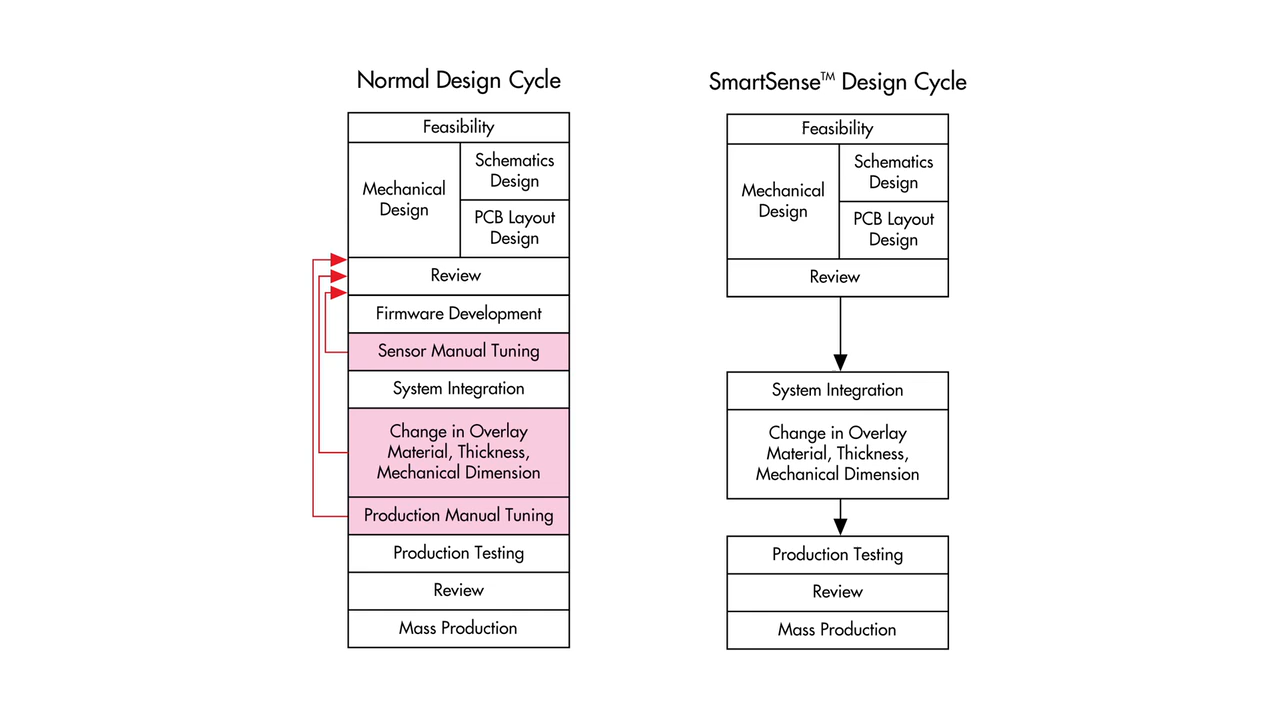 Normal Design Cycle
Feasibility
Mechanical
Design
Schematics
Design
PCB Layout
Design
Review
Firmware Development
Sensor Manual Tuning
System Integration
Change in Overlay
Material, Thickness,
Mechanical Dimension
Production Manual Tuning
Production Testing
Review
Mass Production
SmartSense™ Design Cycle
Feasibility
Mechanical
Design
Schematics
Design
PCB Layout
Design
Review
System Integration
Change in Overlay
Material, Thickness,
Mechanical Dimension
Production Testing
Review
Mass Production